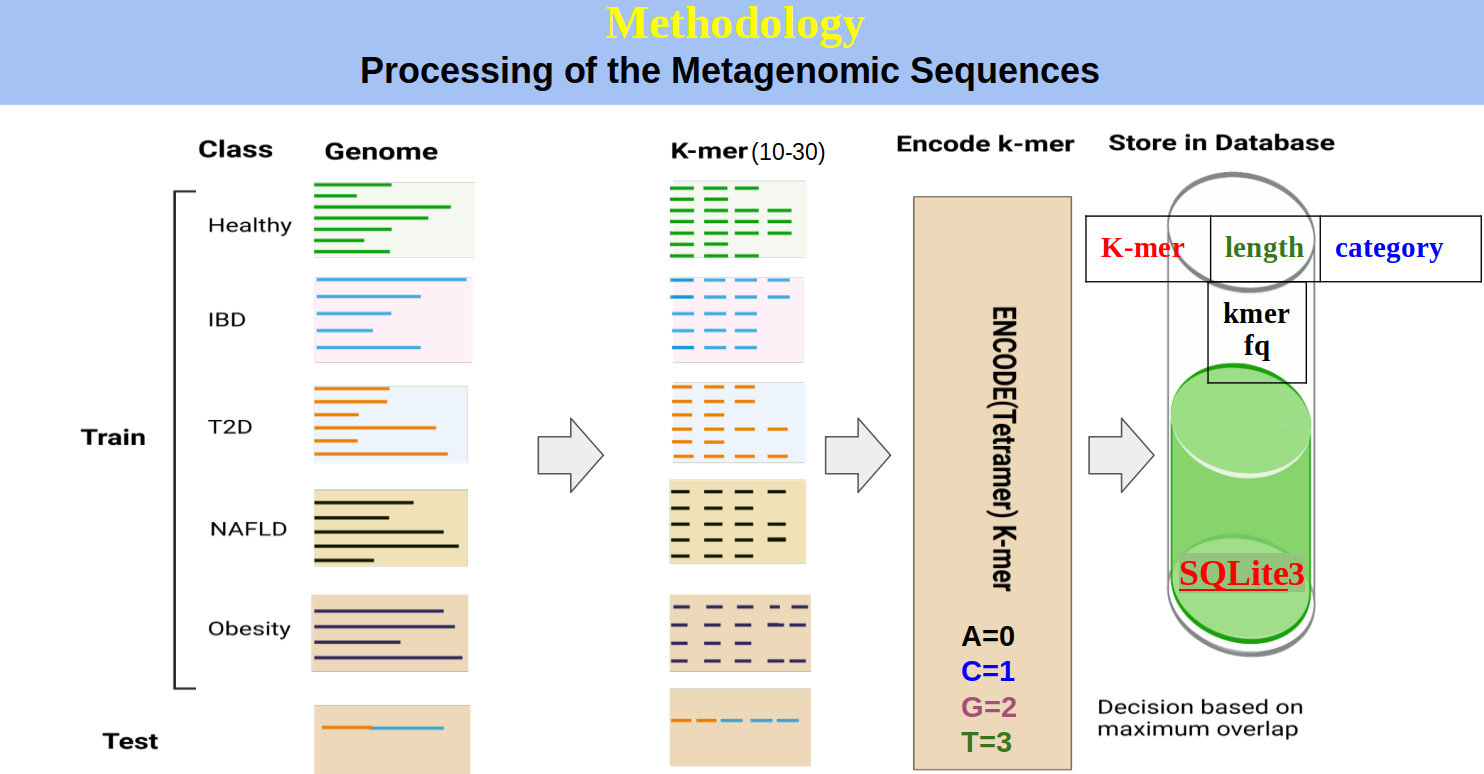 Methodology
Processing of the Metagenomic Sequences
Class
Genome
K-mer (10-30)
Encode k-mer
Store in Database
Healthy
IBD
T2D
NAFLD
Obesity
Train
Test
ENCODE(Tetramer) K-mer
A=0
C=1
G=2
T=3
K-mer length category
kmer
fq
SQLite3
Decision based on
maximum overlap